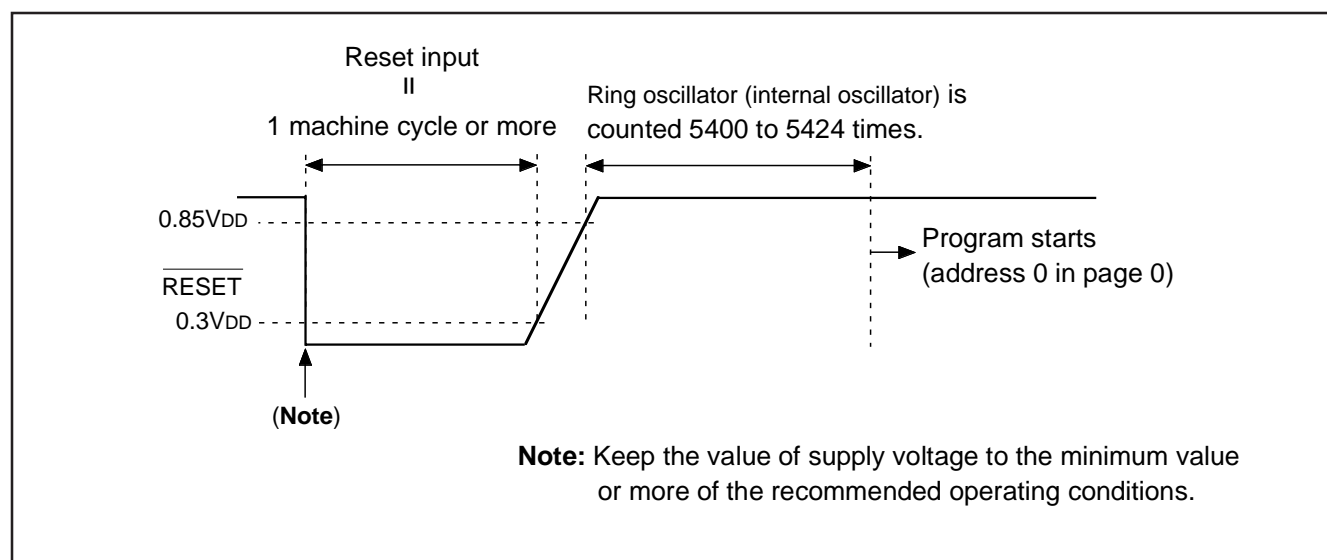 Reset input
=
1 machine cycle or more
Ring oscillator (internal oscillator) is
counted 5400 to 5424 times.
0.85VDD
RESET
0.3VDD
Program starts
(address 0 in page 0)
(Note)
Note: Keep the value of supply voltage to the minimum value
or more of the recommended operating conditions.